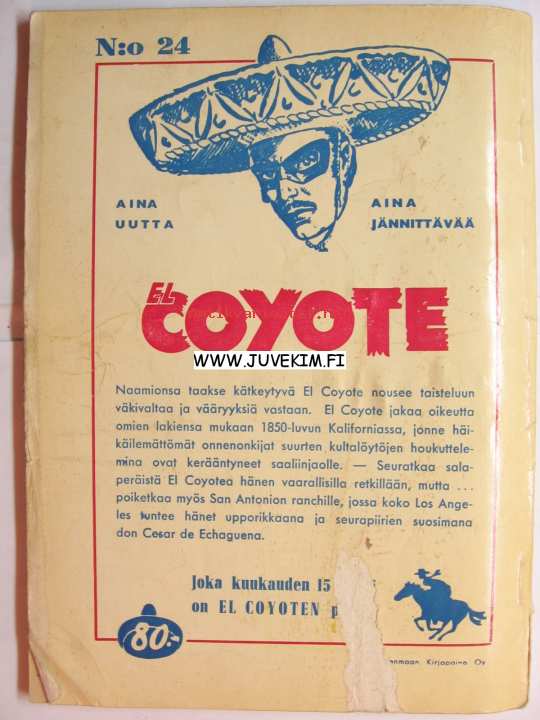 N:o 24
AINA
UUTTA
AINA
JÄNNITTÄVÄÄ
EL
COYOTE
WWW.JUVEKIM.FI
Naamionsa taakse kätkeytyvä El Coyote nousee taisteluun
väkivaltaa ja vääryyksiä vastaan. El Coyote jakaa oikeutta
omien lakiensa mukaan 1850-luvun Kaliforniassa, jonne häi-
käilemättömät onnenonkijat suurten kultalöytöjen houkuttele-
mina ovat kerääntyneet saaliinjaolle. — Seuratkaa sala-
peräistä El Coyotea hänen vaarallisilla retkillään, mutta ...
poiketkaa myös San Antonion ranchille, jossa koko Los Ange-
les tuntee hänet upporikkaana ja seurapiirien suosimana
don Cesar de Echaguena.
Joka kuukauden 15
on EL COYOTEN
80:-
Kirjapaino Oy